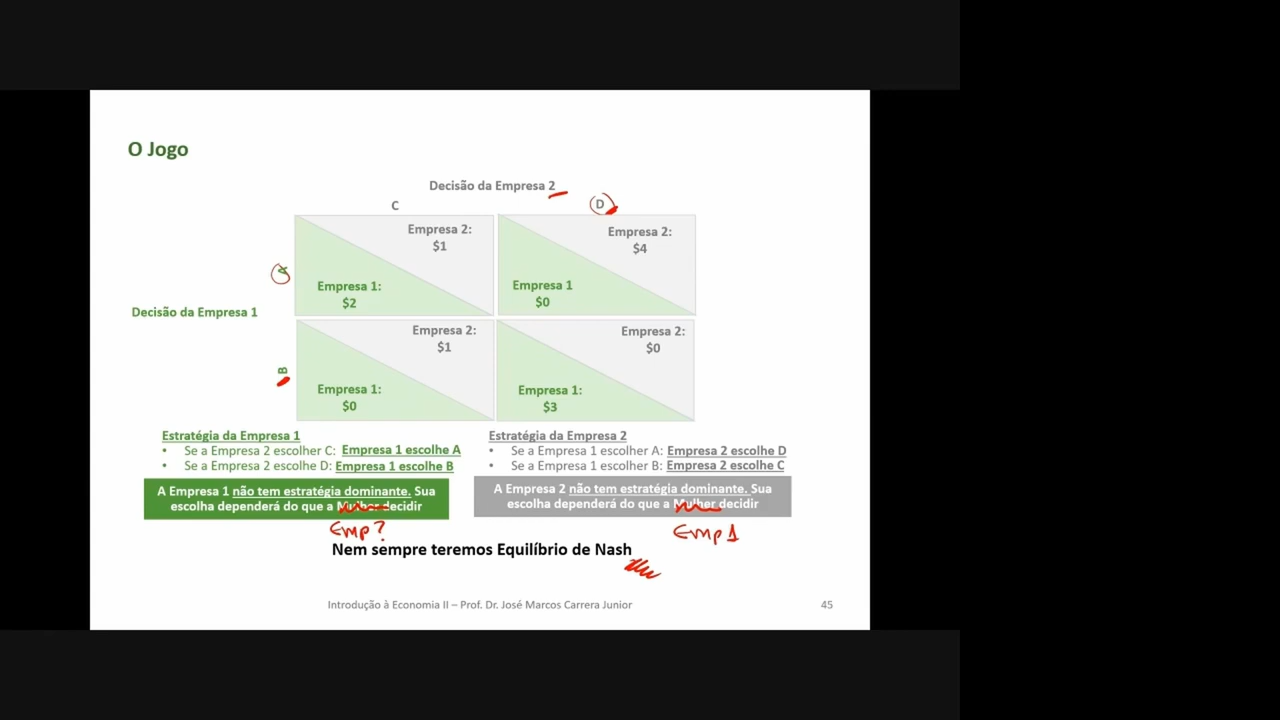 O Jogo
Decisão da Empresa 2
C
D
Empresa 2:
$1
Empresa 2:
$4
A
Empresa 1:
$2
Empresa 1
$0
Decisão da Empresa 1
Empresa 2:
$1
Empresa 2:
$0
B
Empresa 1:
$0
Empresa 1:
$3
Estratégia da Empresa 1
• Se a Empresa 2 escolher C: Empresa 1 escolhe A
• Se a Empresa 2 escolhe D: Empresa 1 escolhe B
A Empresa 1 não tem estratégia dominante. Sua
escolha dependerá do que a Mulher decidir
Emp ?
Estratégia da Empresa 2
• Se a Empresa 1 escolher A: Empresa 2 escolhe D
• Se a Empresa 1 escolher B: Empresa 2 escolhe C
A Empresa 2 não tem estratégia dominante. Sua
escolha dependerá do que a Mulher decidir
Emp 1
Nem sempre teremos Equilíbrio de Nash
Introdução à Economia II – Prof. Dr. José Marcos Carrera Junior
45